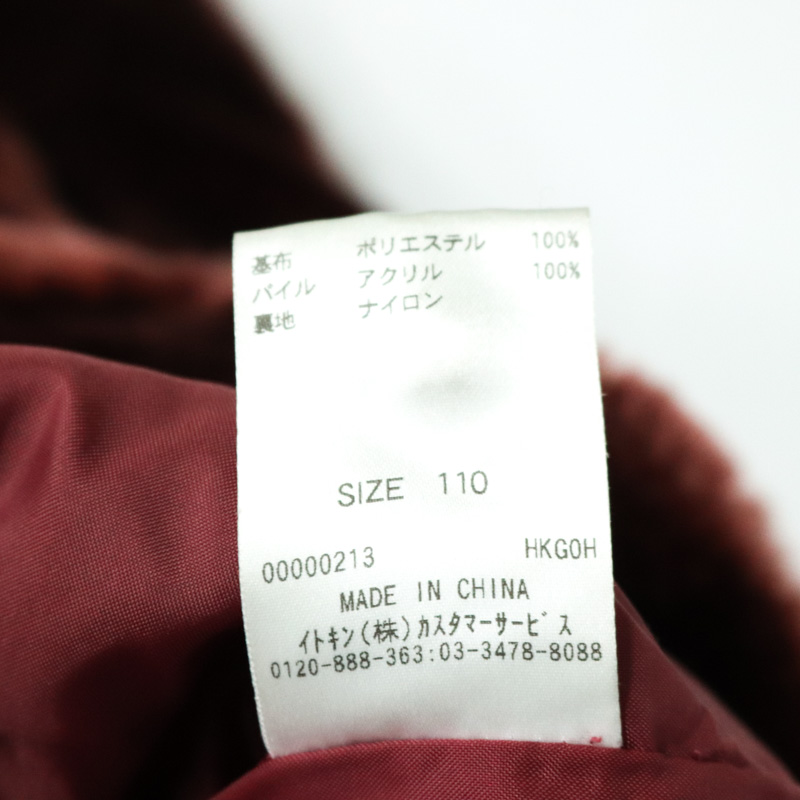 基布 ポリエステル 100%
パイル アクリル 100%
裏地 ナイロン
SIZE 110
00000213 HKG0H
MADE IN CHINA
イトキン(株)カスタマーサービス
0120-888-363:03-3478-8088